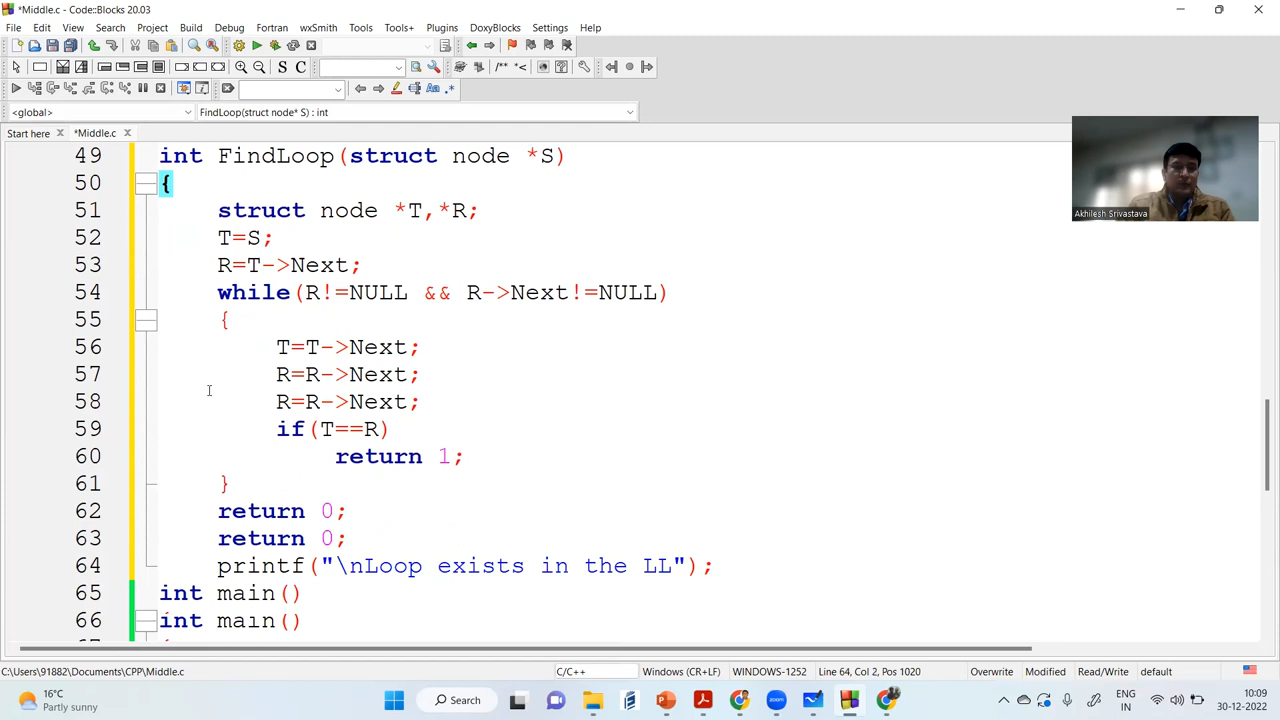 *Middle.c - Code::Blocks 20.03
File Edit View Search Project Build Debug Fortran wxSmith Tools Tools+ Plugins DoxyBlocks Settings Help
<global> FindLoop(struct node* S) : int
Start here *Middle.c
49 int FindLoop(struct node *S)
50 {
51 struct node *T,*R;
52 T=S;
53 R=T->Next;
54 while(R!=NULL && R->Next!=NULL)
55 {
56 T=T->Next;
57 R=R->Next;
58 R=R->Next;
59 if(T==R)
60 return 1;
61 }
62 return 0;
63 return 0;
64 printf("\nLoop exists in the LL");
65 int main()
66 int main()
Akhilesh Srivastava
C:\Users\91882\Documents\CPP\Middle.c C/C++ Windows (CR+LF) WINDOWS-1252 Line 64, Col 2, Pos 1020 Overwrite Modified Read/Write default
16°C
Partly sunny
Search
zoom
ENG
IN
10:09
30-12-2022